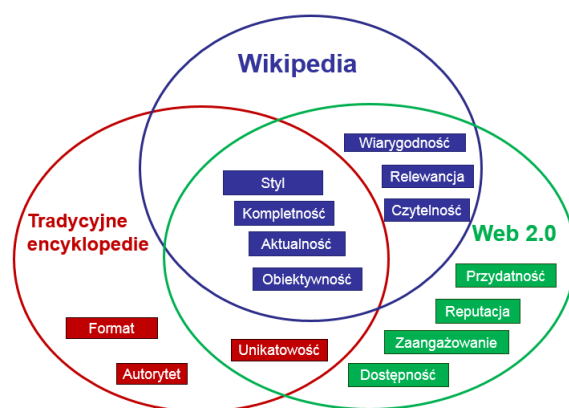 Wikipedia
Wiarygodność
Relewancja
Styl
Czytelność
Kompletność
Tradycyjne
encyklopedie
Web 2.0
Aktualność
Obiektywność
Przydatność
Reputacja
Format
Zaangażowanie
Unikatowość
Autorytet
Dostępność